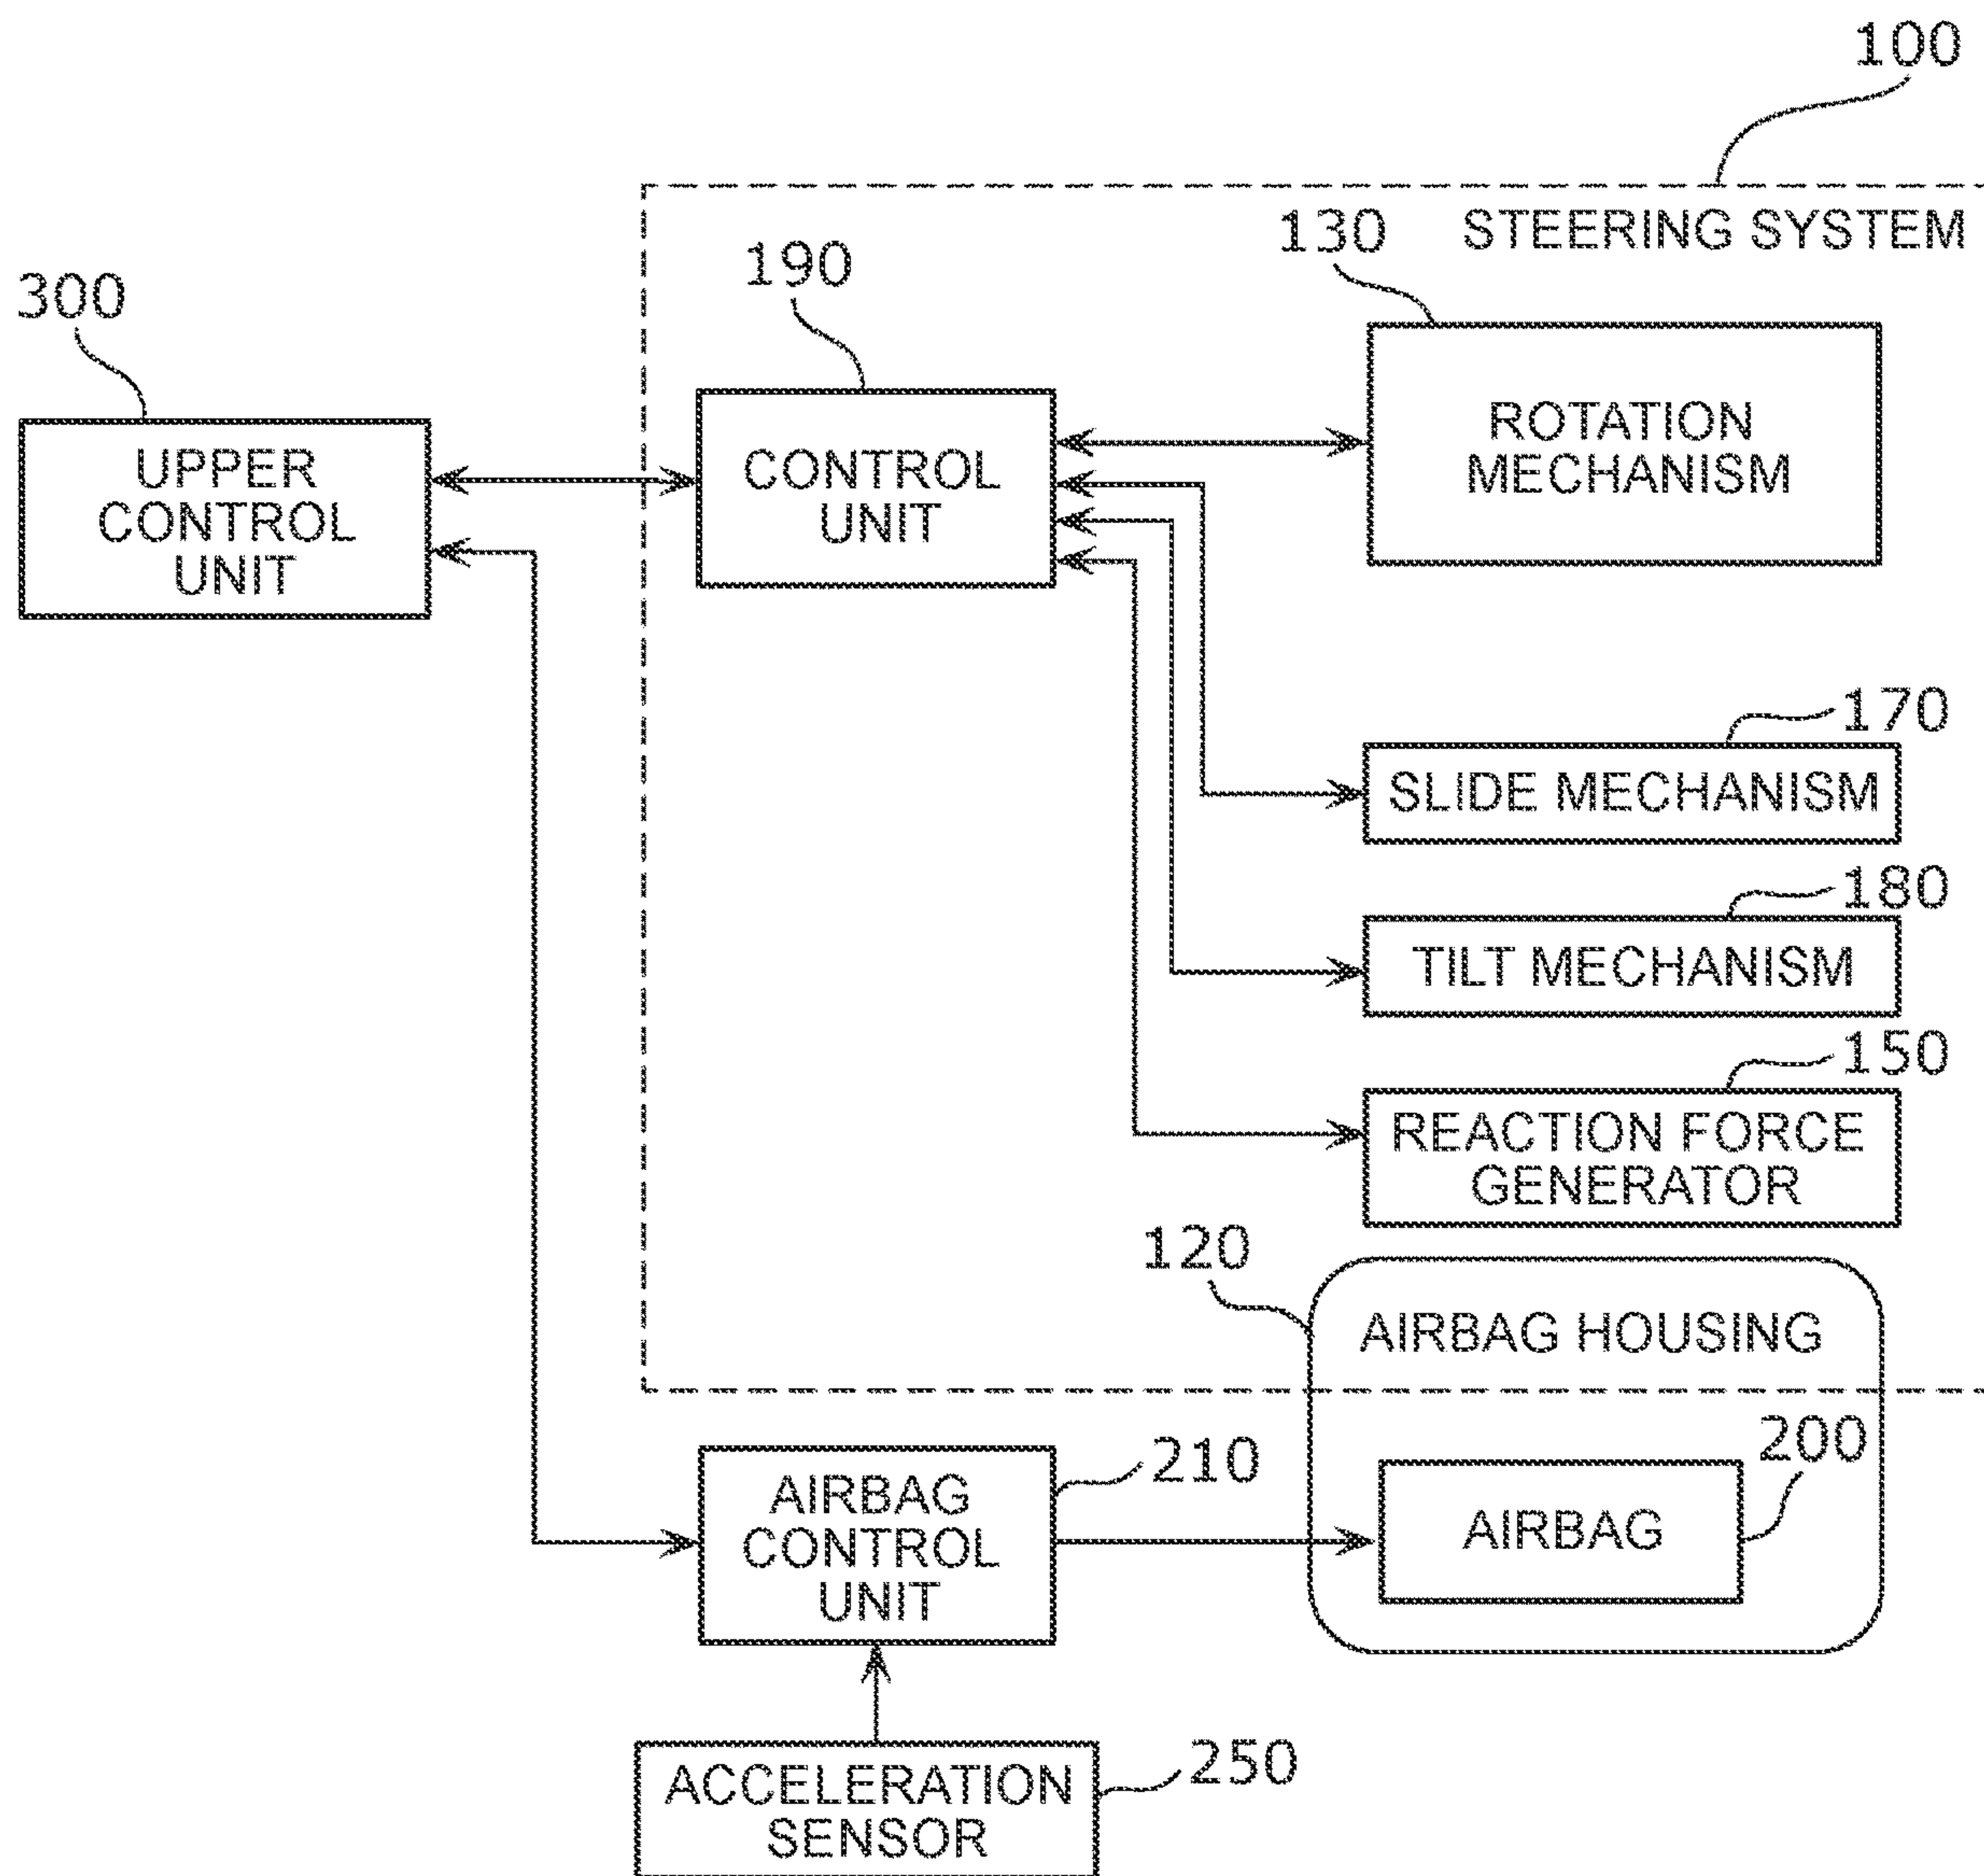 100
STEERING SYSTEM
130
190
300
ROTATION
MECHANISM
CONTROL
UNIT
UPPER
CONTROL
UNIT
170
SLIDE MECHANISM
180
TILT MECHANISM
150
REACTION FORCE
GENERATOR
120
AIRBAG HOUSING
200
AIRBAG
210
AIRBAG
CONTROL
UNIT
250
ACCELERATION
SENSOR